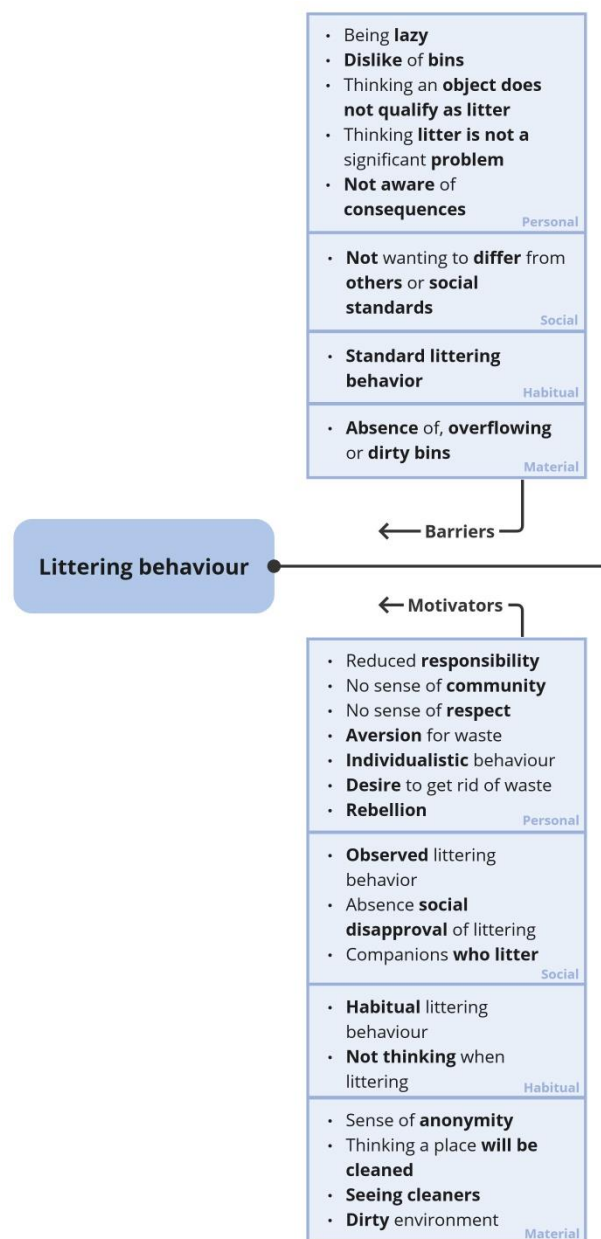 • Being lazy
• Dislike of bins
• Thinking an object does
not qualify as litter
• Thinking litter is not a
significant problem
• Not aware of
consequences
Personal
• Not wanting to differ from
others or social
standards
Social
• Standard littering
behavior
Habitual
• Absence of, overflowing
or dirty bins
Material
Barriers
Littering behaviour
Motivators
• Reduced responsibility
• No sense of community
• No sense of respect
• Aversion for waste
• Individualistic behaviour
• Desire to get rid of waste
• Rebellion
Personal
• Observed littering
behavior
• Absence social
disapproval of littering
• Companions who litter
Social
• Habitual littering
behaviour
• Not thinking when
littering
Habitual
• Sense of anonymity
• Thinking a place will be
cleaned
• Seeing cleaners
• Dirty environment
Material